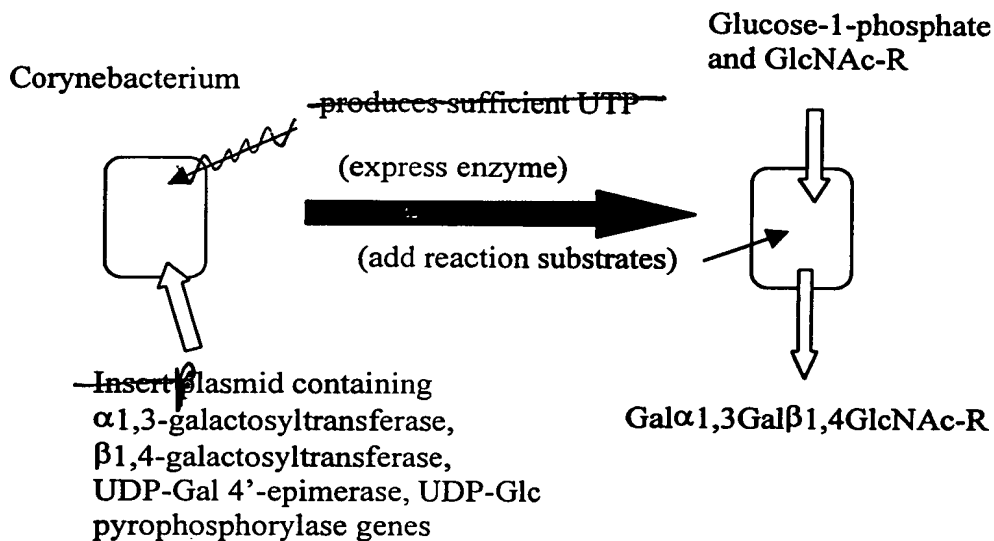 Glucose-1-phosphate
and GlcNAc-R
Corynebacterium
produces sufficient UTP
(express enzyme)
(add reaction substrates)
Insert plasmid containing
α1,3-galactosyltransferase,
β1,4-galactosyltransferase,
UDP-Gal 4'-epimerase, UDP-Glc
pyrophosphorylase genes
Galα1,3Galβ1,4GlcNAc-R